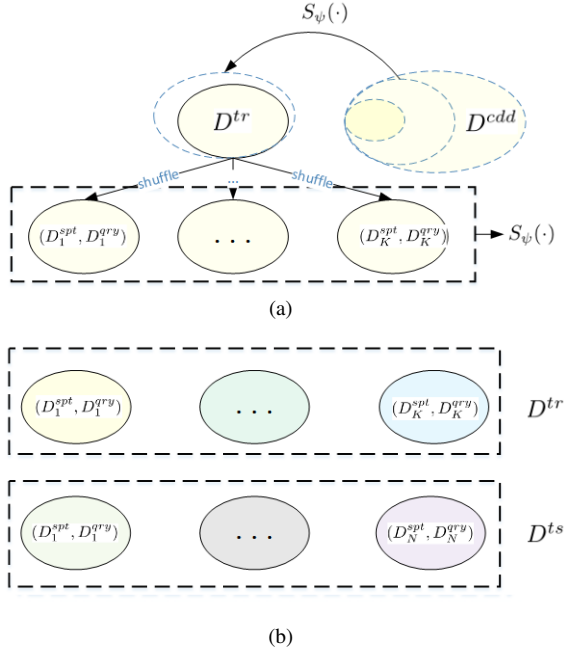 S_ψ(·)
D^{tr}
D^{cdd}
shuffle ... shuffle
(D_1^{spt}, D_1^{qry}) ... (D_K^{spt}, D_K^{qry}) S_ψ(·)
(a)
(D_1^{spt}, D_1^{qry}) ... (D_K^{spt}, D_K^{qry}) D^{tr}
(D_1^{spt}, D_1^{qry}) ... (D_N^{spt}, D_N^{qry}) D^{ts}
(b)